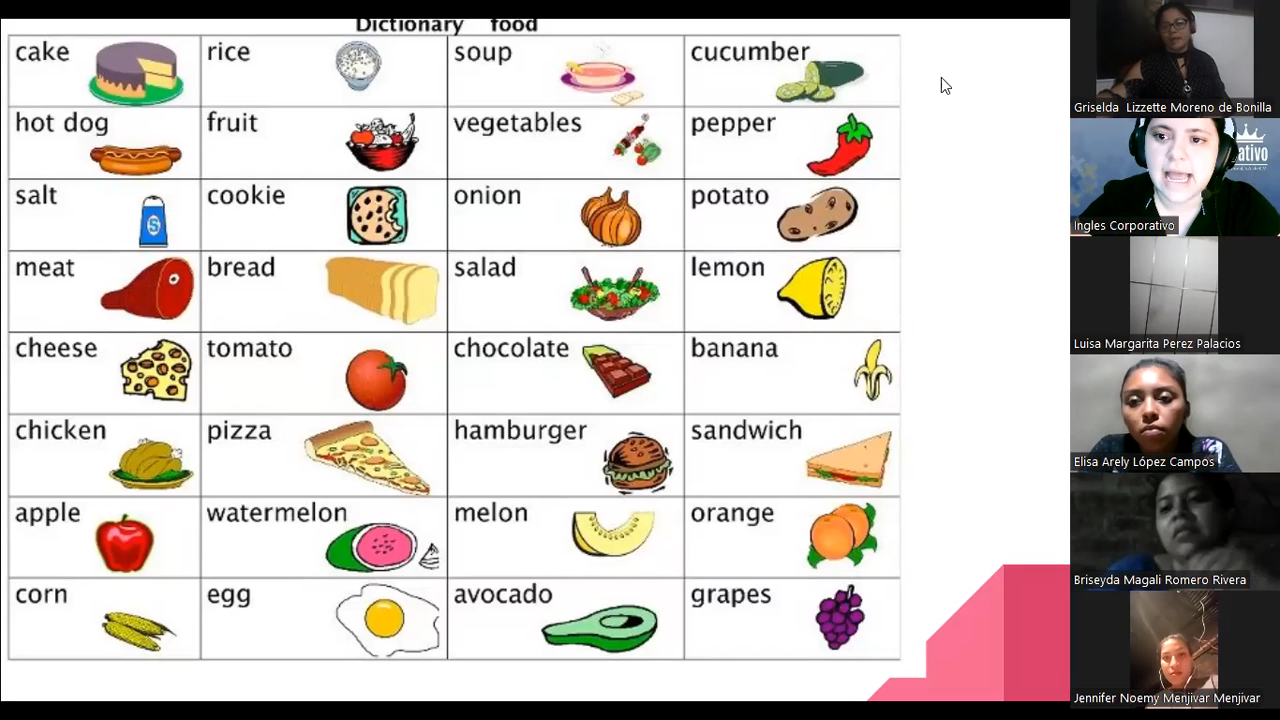 Dictionary food
cake rice soup cucumber
hot dog fruit vegetables pepper
salt cookie onion potato
meat bread salad lemon
cheese tomato chocolate banana
chicken pizza hamburger sandwich
apple watermelon melon orange
corn egg avocado grapes
Griselda Lizzette Moreno de Bonilla
ativo
Ingles Corporativo
Luisa Margarita Perez Palacios
Elisa Arely López Campos
Briseyda Magali Romero Rivera
Jennifer Noemy Menjivar Menjivar